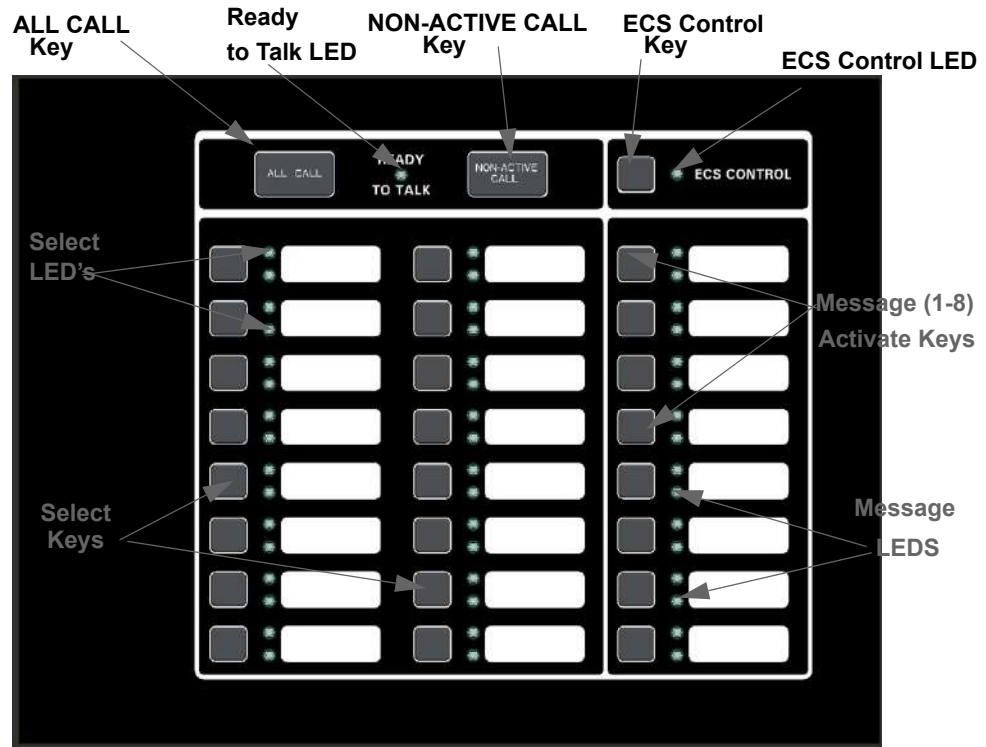 ALL CALL
Key
Ready
to Talk LED
NON-ACTIVE CALL
Key
ECS Control
Key
ECS Control LED
ALL CALL
READY
TO TALK
NON-ACTIVE
CALL
ECS CONTROL
Select
LED's
Message (1-8)
Activate Keys
Select
Keys
Message
LEDS